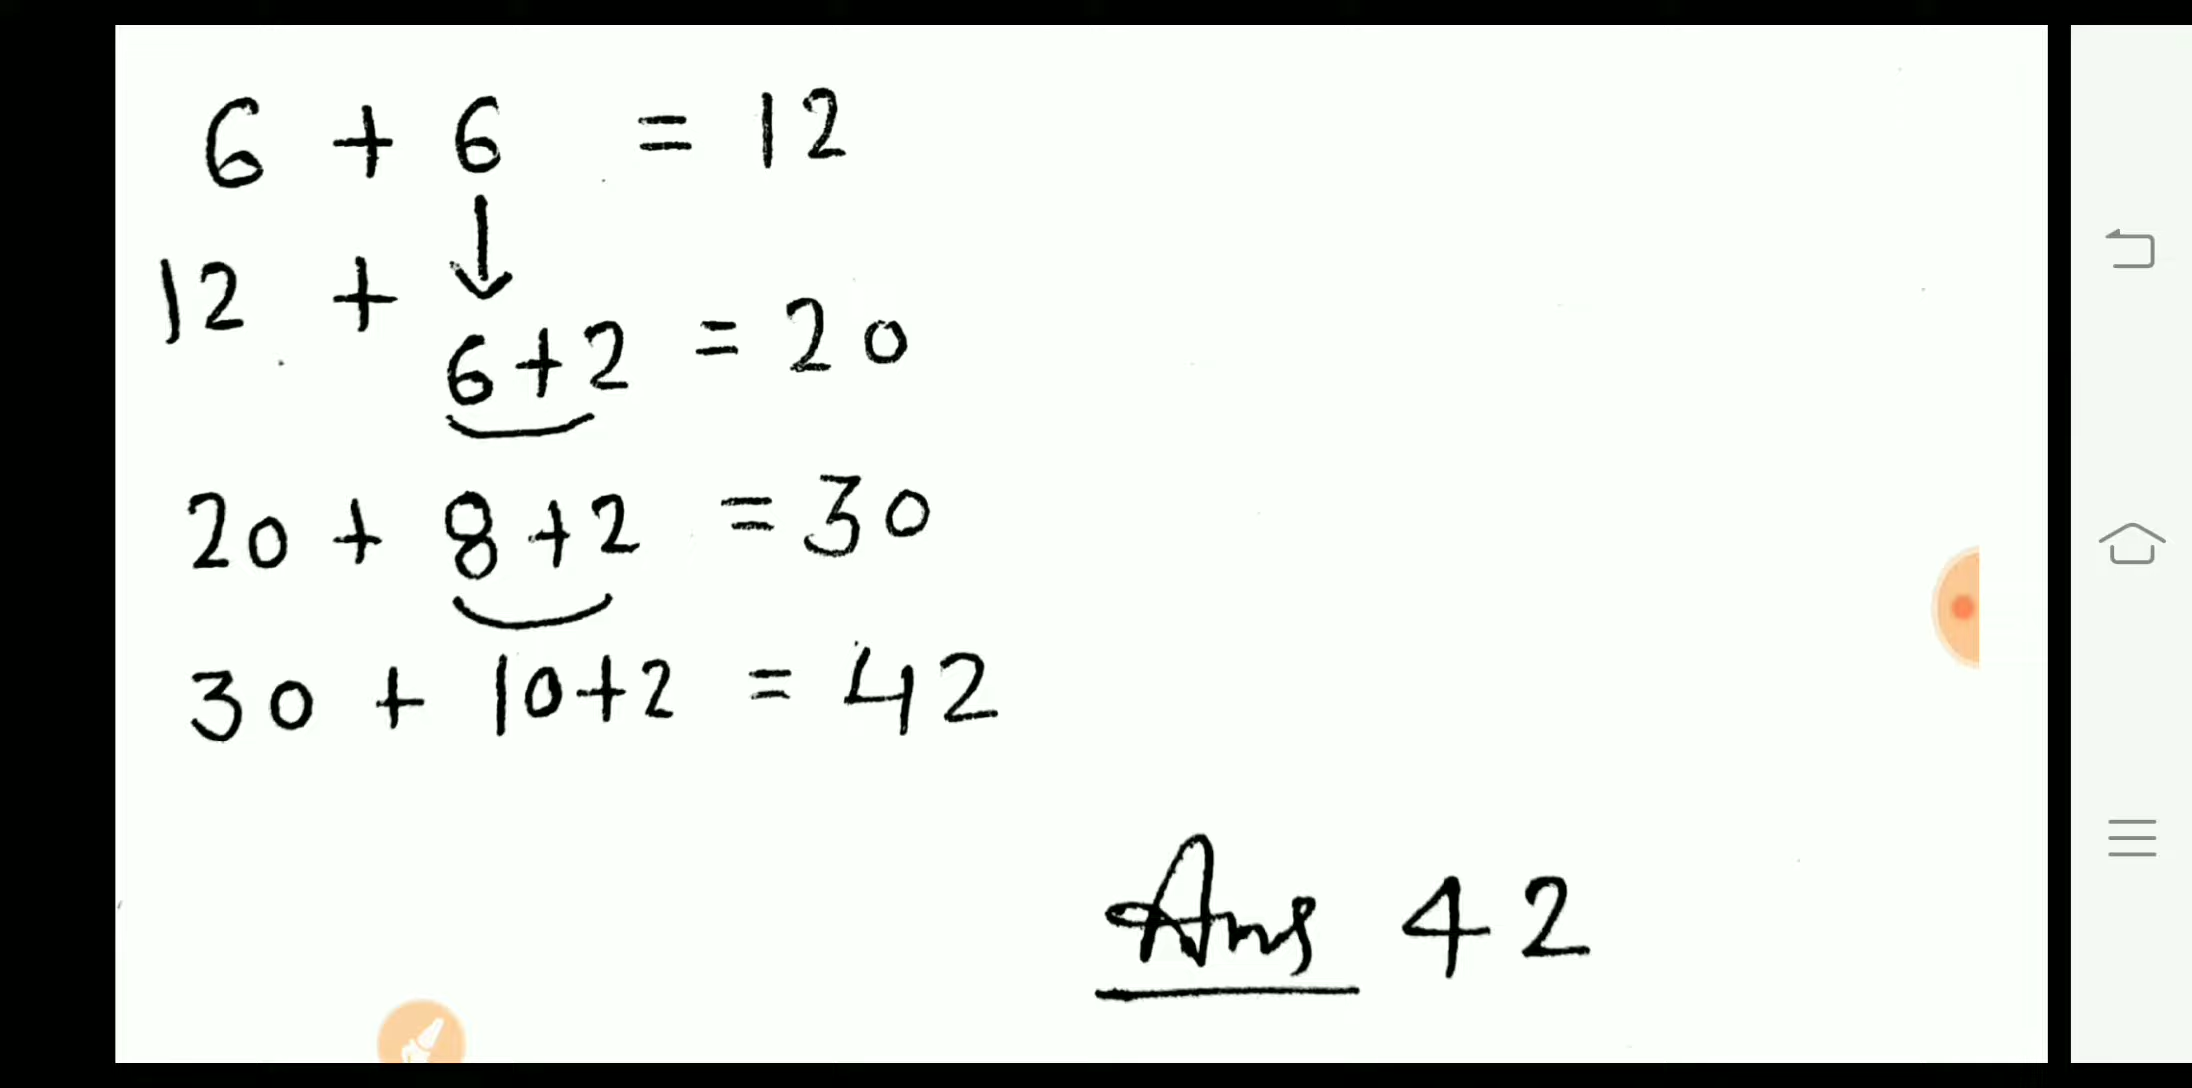 6 + 6 = 12
12 + 6+2 = 20
20 + 8+2 = 30
30 + 10+2 = 42
Ans 42